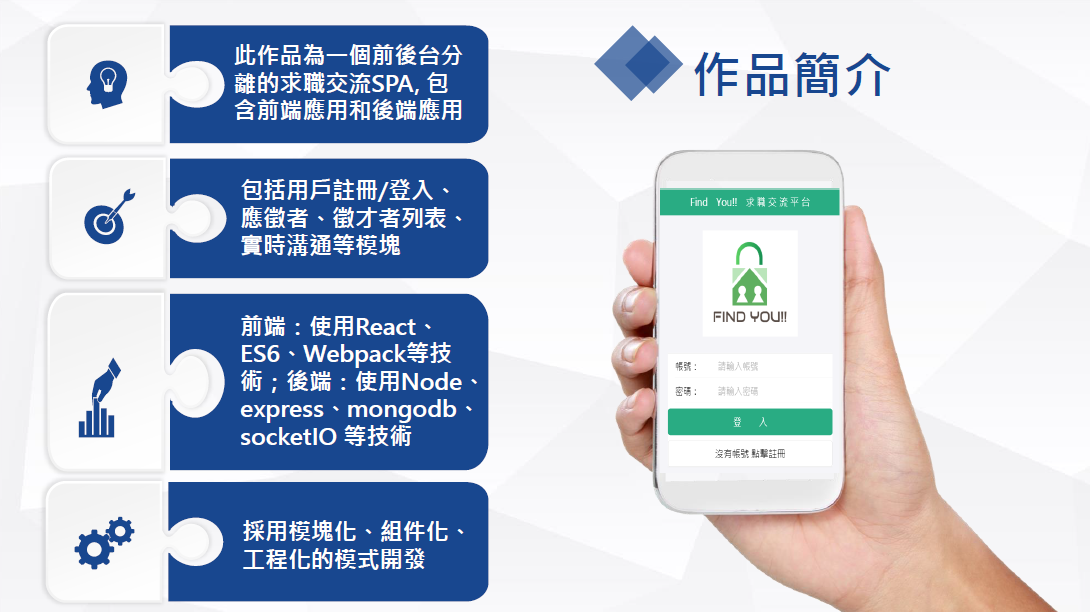 作品簡介
此作品為一個前後台分
離的求職交流SPA, 包
含前端應用和後端應用
包括用戶註冊/登入、
應徵者、徵才者列表、
實時溝通等模塊
前端：使用React、
ES6、Webpack等技
術；後端：使用Node、
express、mongodb、
socketIO 等技術
採用模塊化、組件化、
工程化的模式開發
Find You!! 求職交流平台
FIND YOU!!
帳號： 請輸入帳號
密碼： 請輸入密碼
登 入
沒有帳號 點擊註冊